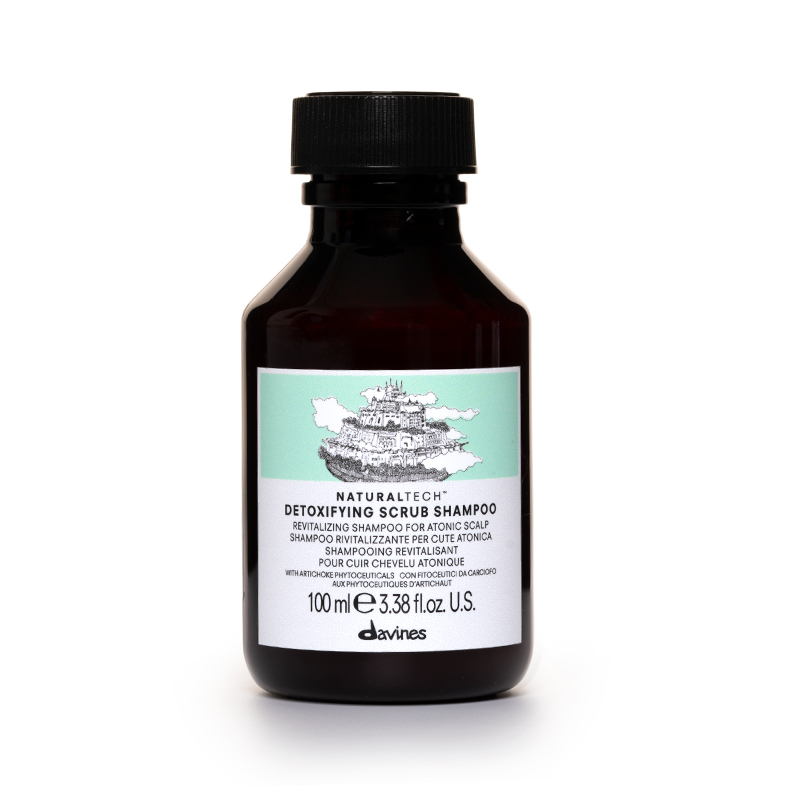 NATURALTECH™
DETOXIFYING SCRUB SHAMPOO
REVITALIZING SHAMPOO FOR ATONIC SCALP
SHAMPOO RIVITALIZZANTE PER CUTE ATONICA
SHAMPOOING REVITALISANT
POUR CUIR CHEVELU ATONIQUE
WITH ARTICHOKE PHYTOCEUTICALS CON FITOCEUTICI DA CARCIOFO
AUX PHYTOCEUTIQUES D'ARTICHAUT
100 ml ℮ 3.38 fl.oz. U.S.
davines